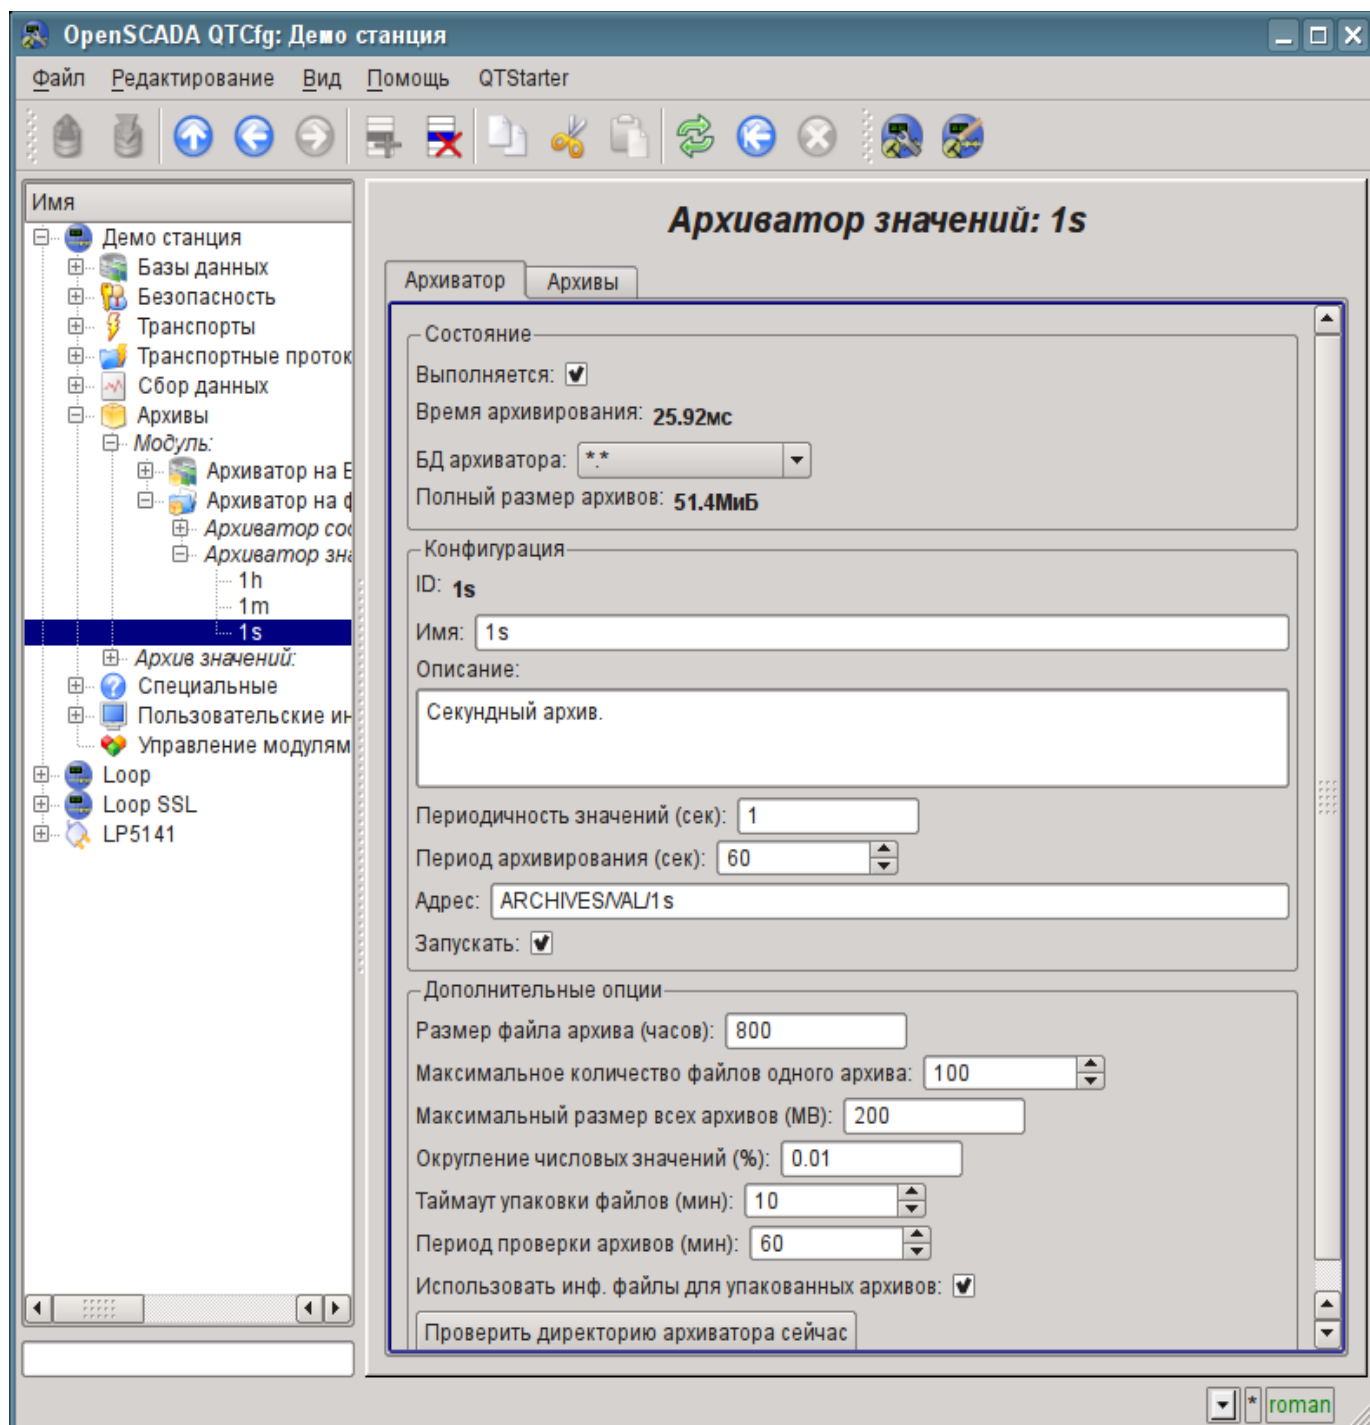 OpenSCADA QTCfg: Демо станция
Файл Редактирование Вид Помощь QTStarter
Имя
Демо станция
Базы данных
Безопасность
Транспорты
Транспортные проток
Сбор данных
Архивы
Модуль:
Архиватор на Б
Архиватор на ф
Архиватор соо
Архиватор зна
1h
1m
1s
Архив значений:
Специальные
Пользовательские ин
Управление модулям
Loop
Loop SSL
LP5141
Архиватор значений: 1s
Архиватор Архивы
Состояние
Выполняется:
Время архивирования: 25.92мс
БД архиватора: *.*
Полный размер архивов: 51.4МиБ
Конфигурация
ID: 1s
Имя: 1s
Описание:
Секундный архив.
Периодичность значений (сек): 1
Период архивирования (сек): 60
Адрес: ARCHIVES/VAL/1s
Запускать:
Дополнительные опции
Размер файла архива (часов): 800
Максимальное количество файлов одного архива: 100
Максимальный размер всех архивов (MB): 200
Округление числовых значений (%): 0.01
Таймаут упаковки файлов (мин): 10
Период проверки архивов (мин): 60
Использовать инф. файлы для упакованных архивов:
Проверить директорию архиватора сейчас
* roman